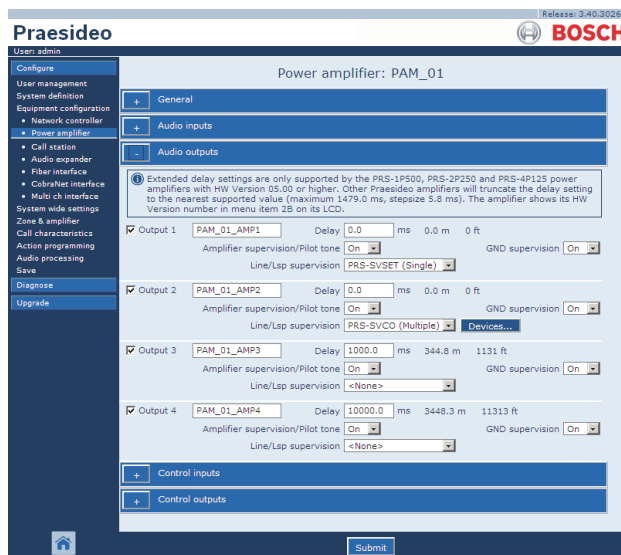 Release: 3.40.3026
Praesideo
BOSCH
User: admin
Configure
User management
System definition
Equipment configuration
• Network controller
• Power amplifier
• Call station
• Audio expander
• Fiber interface
• CobraNet interface
• Multi ch interface
System wide settings
Zone & amplifier
Call characteristics
Action programming
Audio processing
Save
Diagnose
Upgrade
Power amplifier: PAM_01
+ General
+ Audio inputs
- Audio outputs
Extended delay settings are only supported by the PRS-1P500, PRS-2P250 and PRS-4P125 power
amplifiers with HW Version 05.00 or higher. Other Praesideo amplifiers will truncate the delay setting
to the nearest supported value (maximum 1479.0 ms, stepsize 5.8 ms). The amplifier shows its HW
Version number in menu item 2B on its LCD.
Output 1 PAM_01_AMP1 Delay 0.0 ms 0.0 m 0 ft
Amplifier supervision/Pilot tone On GND supervision On
Line/Lsp supervision PRS-SVSET (Single)
Output 2 PAM_01_AMP2 Delay 0.0 ms 0.0 m 0 ft
Amplifier supervision/Pilot tone On GND supervision On
Line/Lsp supervision PRS-SVCO (Multiple) Devices...
Output 3 PAM_01_AMP3 Delay 1000.0 ms 344.8 m 1131 ft
Amplifier supervision/Pilot tone On GND supervision On
Line/Lsp supervision <None>
Output 4 PAM_01_AMP4 Delay 10000.0 ms 3448.3 m 11313 ft
Amplifier supervision/Pilot tone On GND supervision On
Line/Lsp supervision <None>
+ Control inputs
+ Control outputs
Submit